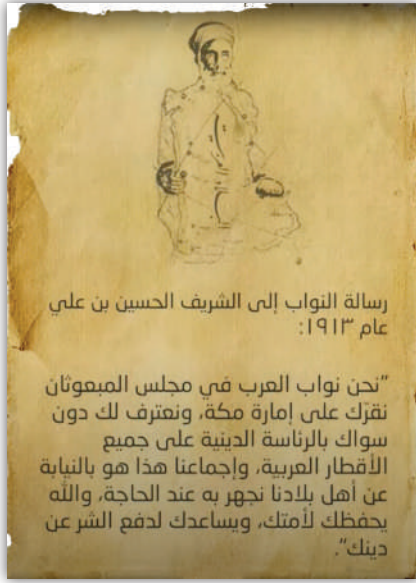 رسالة النواب إلى الشريف الحسين بن علي
عام ١٩١٣:
"نحن نواب العرب في مجلس المبعوثان
نقرّك على إمارة مكة، ونعترف لك دون
سواك بالرئاسة الدينية على جميع
الأقطار العربية، وإجماعنا هذا هو بالنيابة
عن أهل بلادنا نجهر به عند الحاجة، والله
يحفظك لأمتك، ويساعدك لدفع الشر عن
دينك".